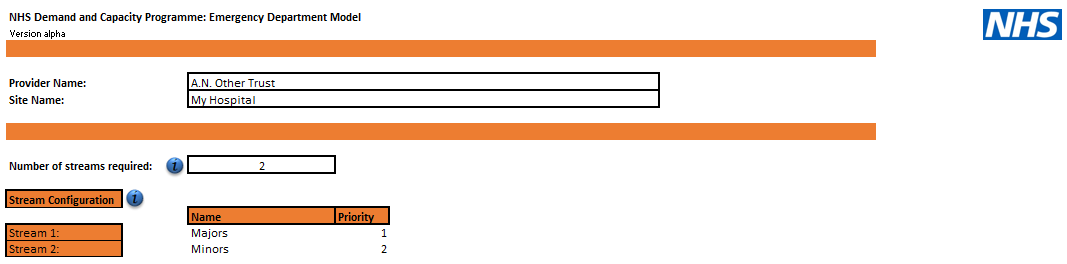 NHS Demand and Capacity Programme: Emergency Department Model
NHS
Version alpha
Provider Name: A.N. Other Trust
Site Name: My Hospital
Number of streams required: i 2
Stream Configuration i
Name Priority
Stream 1: Majors 1
Stream 2: Minors 2